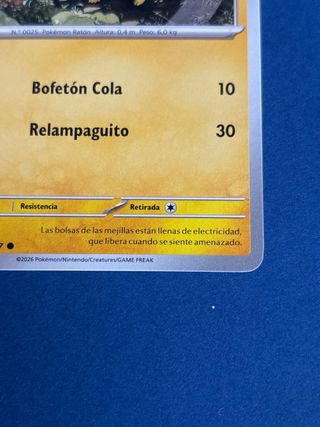 N.º 0025 Pokémon Ratón Altura: 0,4 m Peso: 6,0 kg
Bofetón Cola 10
Relampaguito 30
Resistencia Retirada
Las bolsas de las mejillas están llenas de electricidad,
que libera cuando se siente amenazado.
7
©2026 Pokémon/Nintendo/Creatures/GAME FREAK